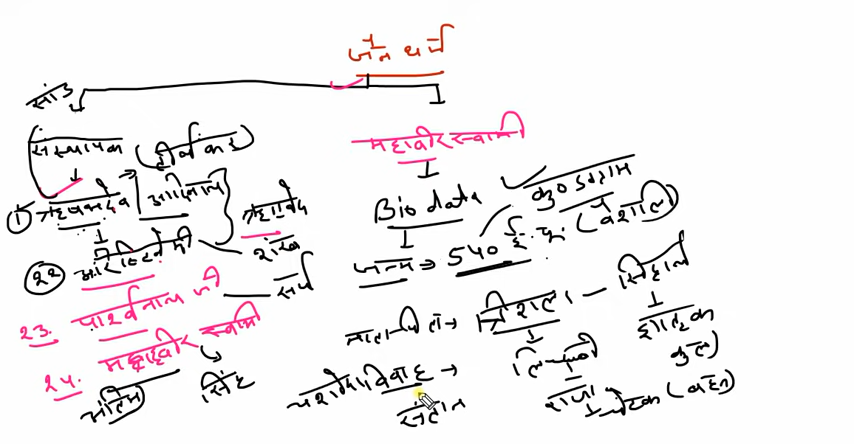 जैन धर्म
सांड
संस्थापक (तीर्थंकर)
① ऋषभदेव आदिनाथ
ऋग्वेद
(22) अरिष्टनेमी शंख
23. पार्श्वनाथ जी सर्प
24. महावीर स्वामी
अंतिम सिंह
महावीर स्वामी
Bio data
जन्म → 540 ई. पू. कुण्डग्राम (वैशाली)
माता पिता → त्रिशला - सिद्धार्थ
लिच्छवी ज्ञातृक कुल
राजा चेटक (बहन)
यशोदा विवाह →
संतान